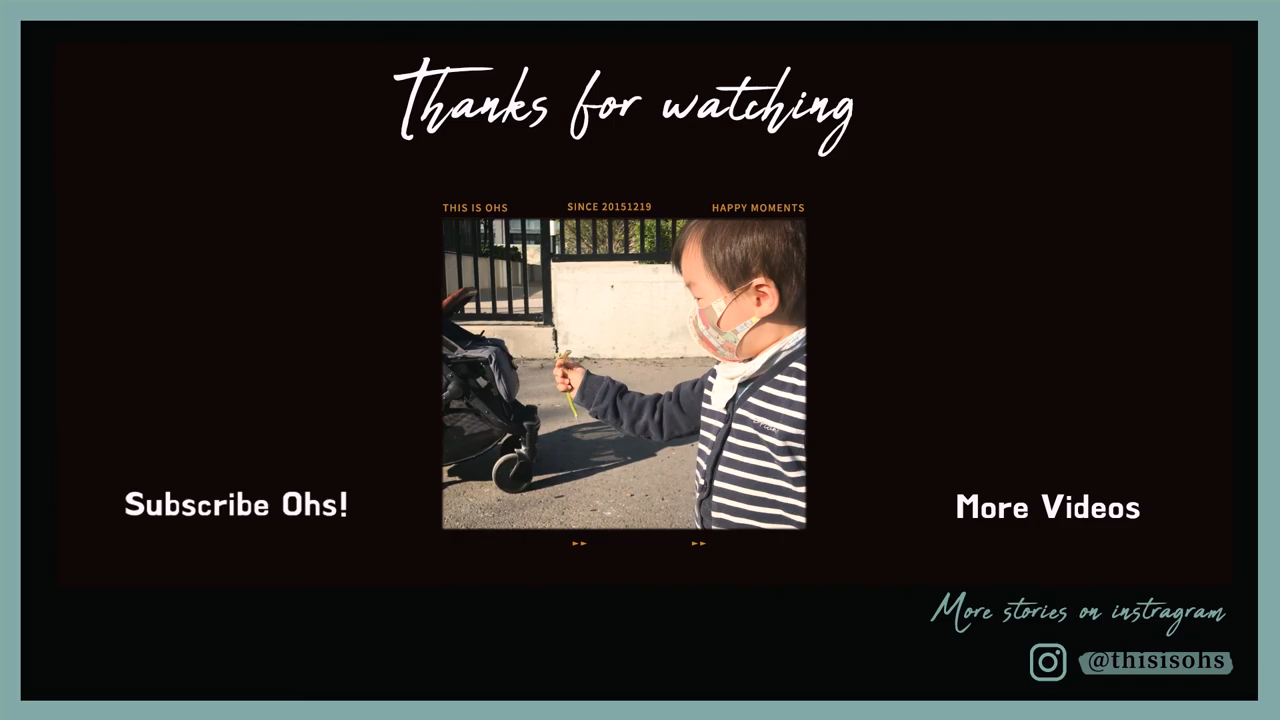 Thanks for watching
THIS IS OHS SINCE 20151219 HAPPY MOMENTS
Subscribe Ohs!
More Videos
More stories on instragram
@thisisohs